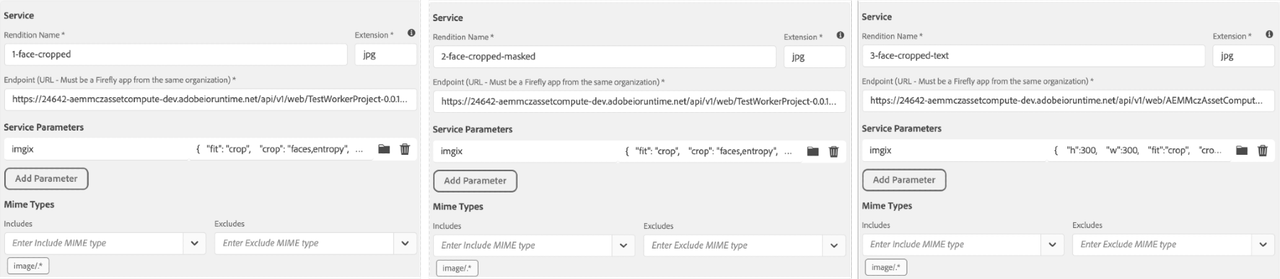 Service
Rendition Name *
Extension *
1-face-cropped
jpg
Endpoint (URL - Must be a Firefly app from the same organization) *
https://24642-aemmczassetcompute-dev.adobeioruntime.net/api/v1/web/TestWorkerProject-0.0.1...
Service Parameters
imgix { "fit": "crop", "crop": "faces,entropy", ...
Add Parameter
Mime Types
Includes
Excludes
Enter Include MIME type
Enter Exclude MIME type
image/.*
Service
Rendition Name *
Extension *
2-face-cropped-masked
jpg
Endpoint (URL - Must be a Firefly app from the same organization) *
https://24642-aemmczassetcompute-dev.adobeioruntime.net/api/v1/web/TestWorkerProject-0.0.1...
Service Parameters
imgix { "fit": "crop", "crop": "faces,entropy", ...
Add Parameter
Mime Types
Includes
Excludes
Enter Include MIME type
Enter Exclude MIME type
image/.*
Service
Rendition Name *
Extension *
3-face-cropped-text
jpg
Endpoint (URL - Must be a Firefly app from the same organization) *
https://24642-aemmczassetcompute-dev.adobeioruntime.net/api/v1/web/AEMMczAssetComput...
Service Parameters
imgix { "h":300, "w":300, "fit":"crop", "cro...
Add Parameter
Mime Types
Includes
Excludes
Enter Include MIME type
Enter Exclude MIME type
image/.*